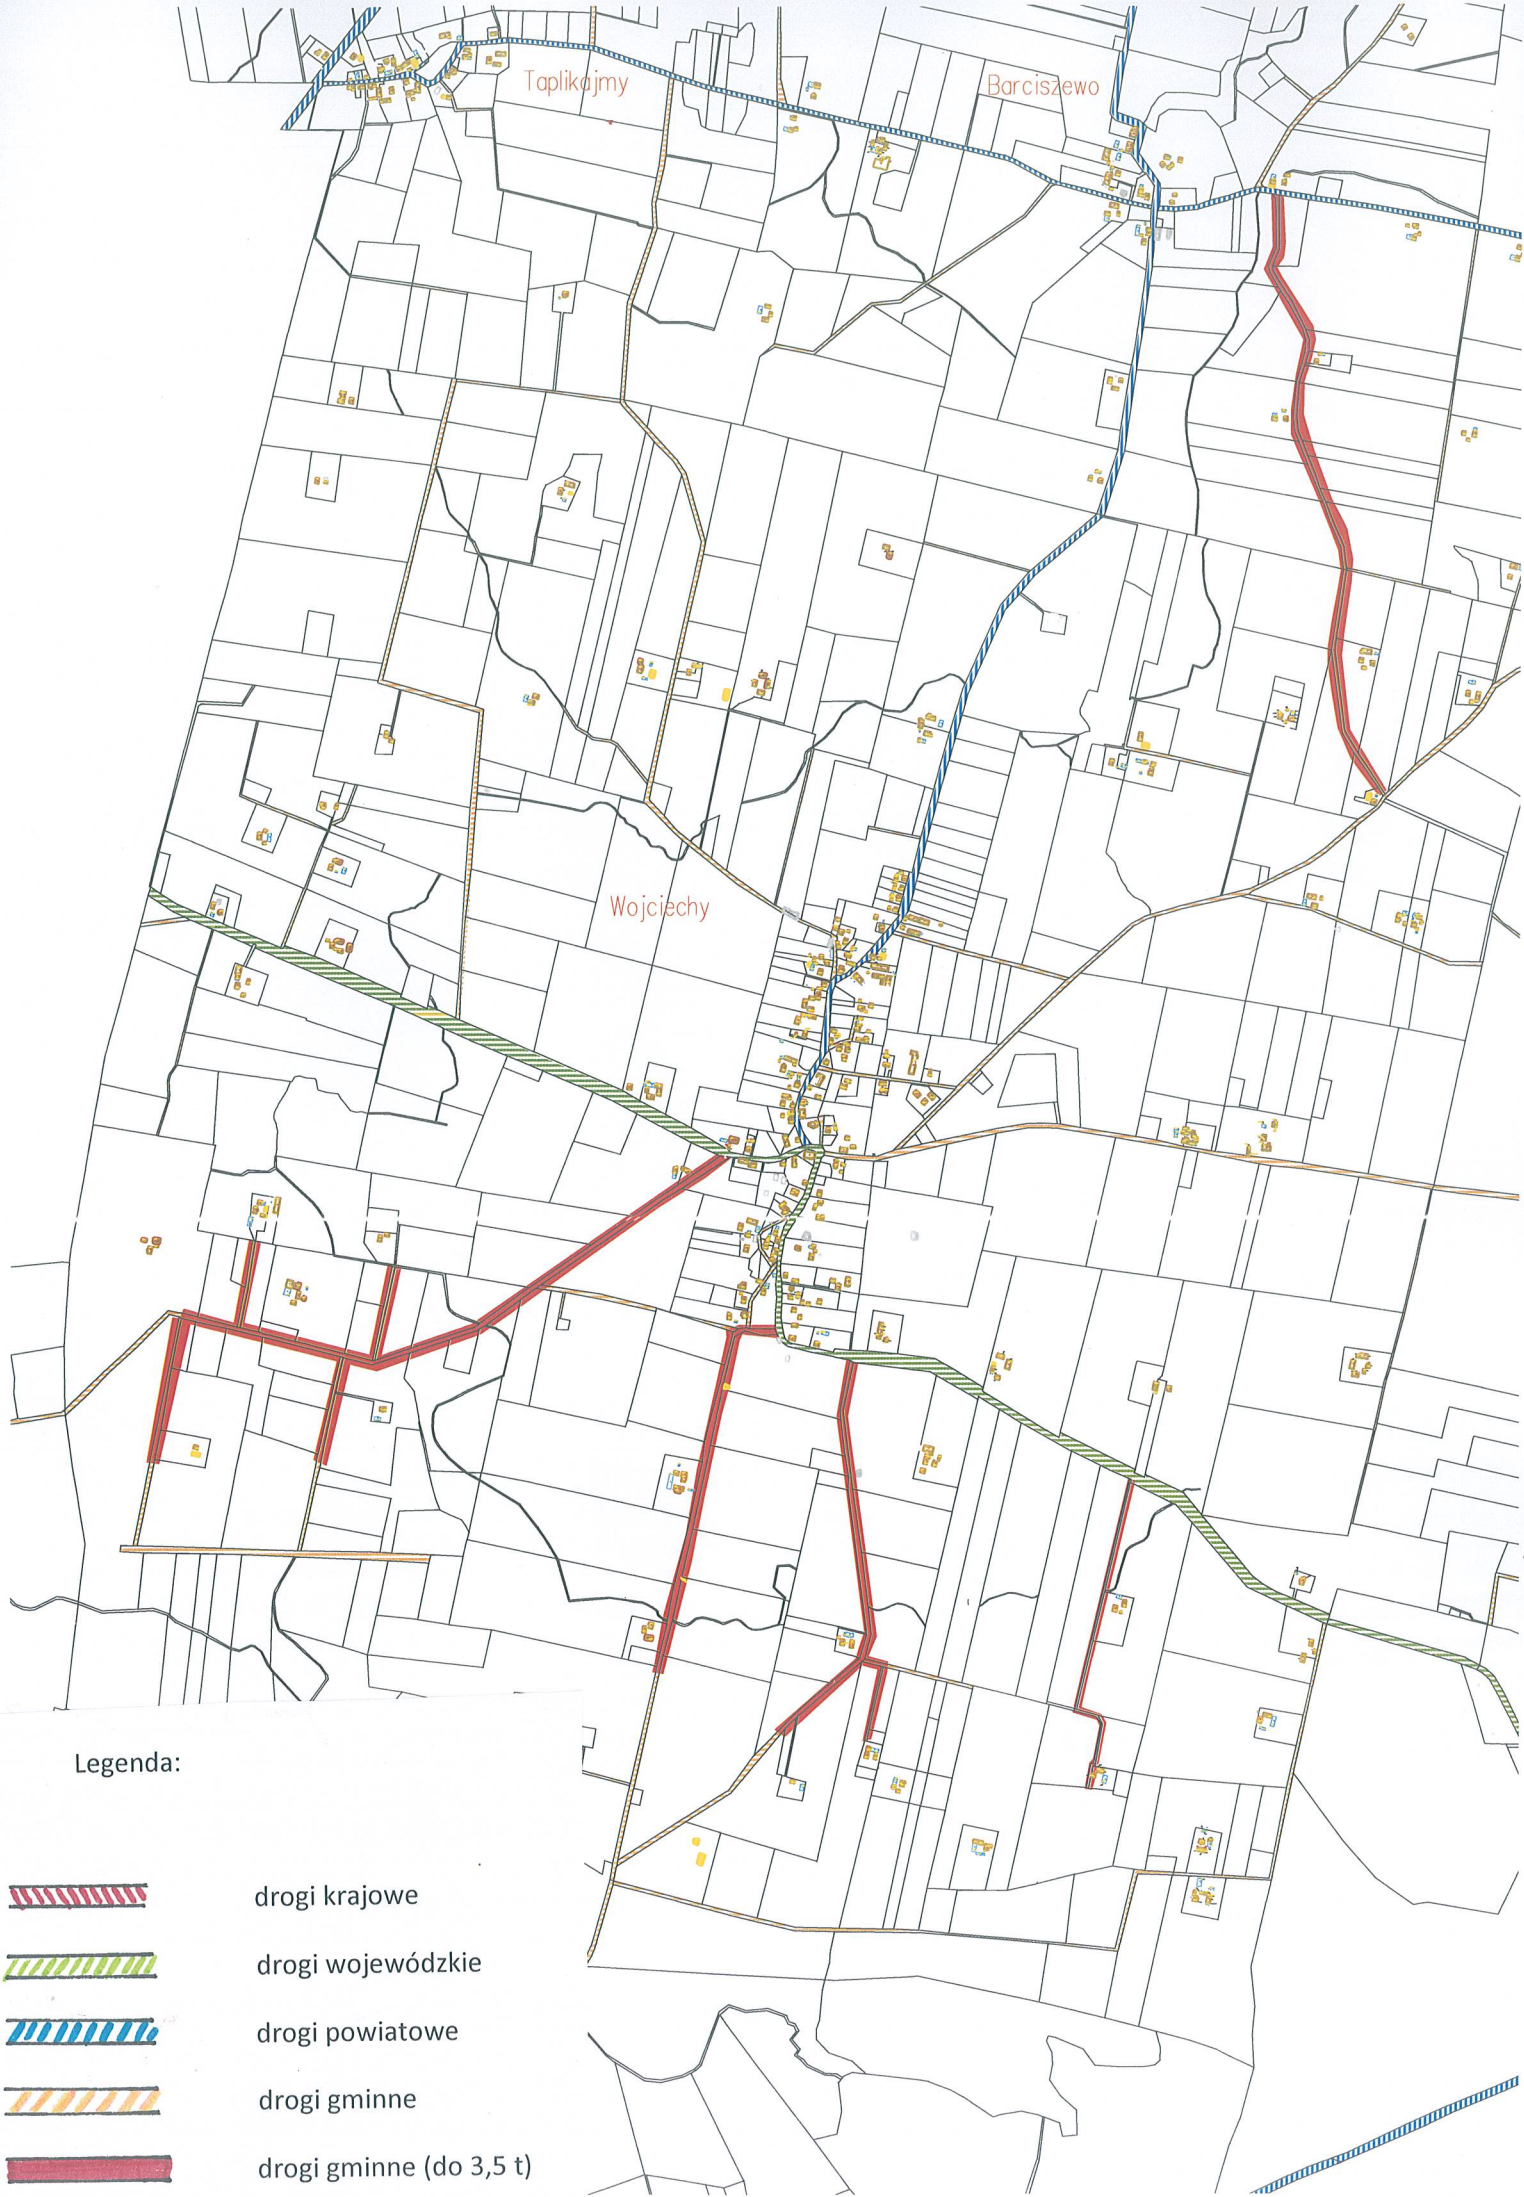 Taplikajmy
Barciszewo
Wojciechy
Legenda:
drogi krajowe
drogi wojewódzkie
drogi powiatowe
drogi gminne
drogi gminne (do 3,5 t)